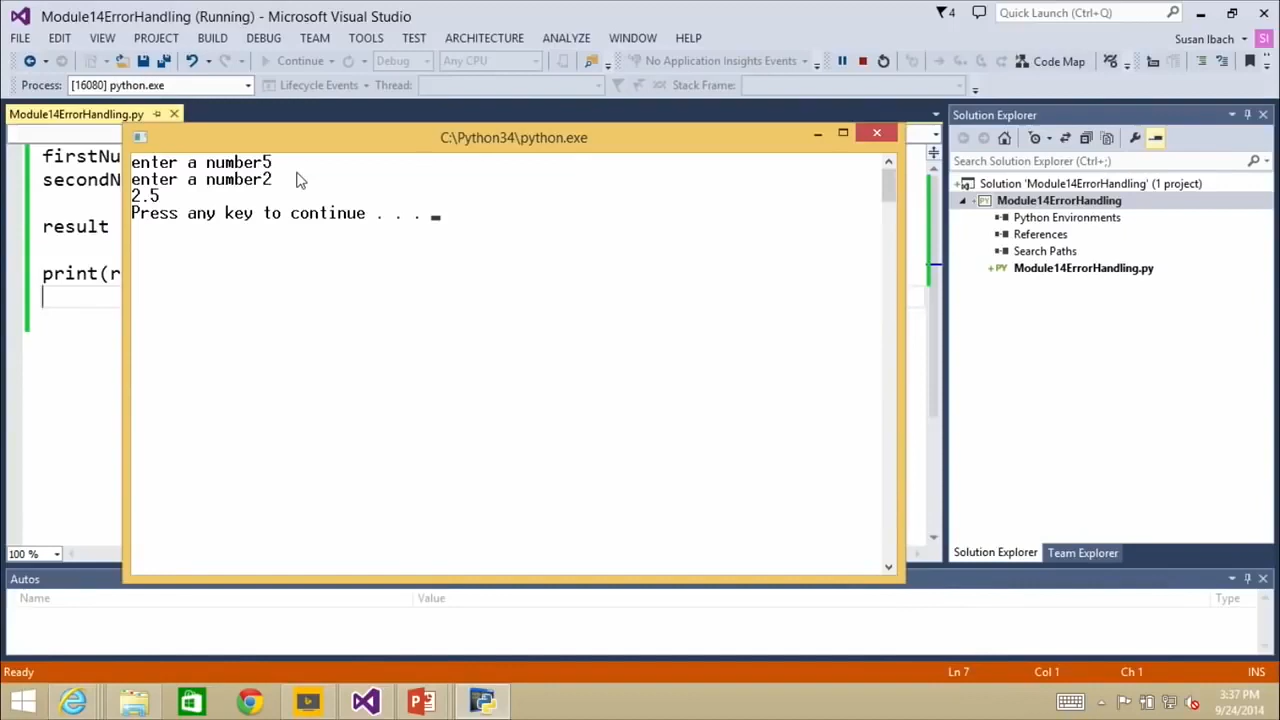 Module14ErrorHandling (Running) - Microsoft Visual Studio
4
Quick Launch (Ctrl+Q)
FILE EDIT VIEW PROJECT BUILD DEBUG TEAM TOOLS TEST ARCHITECTURE ANALYZE WINDOW HELP
Susan Ibach
SI
Continue
Debug
Any CPU
No Application Insights Events
Code Map
Process: [16080] python.exe
Lifecycle Events
Thread:
Stack Frame:
Module14ErrorHandling.py
firstNu
secondN
result
print(r
C:\Python34\python.exe
enter a number5
enter a number2
2.5
Press any key to continue . . . _
Solution Explorer
Search Solution Explorer (Ctrl+;)
Solution 'Module14ErrorHandling' (1 project)
PY Module14ErrorHandling
Python Environments
References
Search Paths
+PY Module14ErrorHandling.py
100 %
Solution Explorer Team Explorer
Autos
Name Value Type
Ready Ln 7 Col 1 Ch 1 INS
3:37 PM
9/24/2014